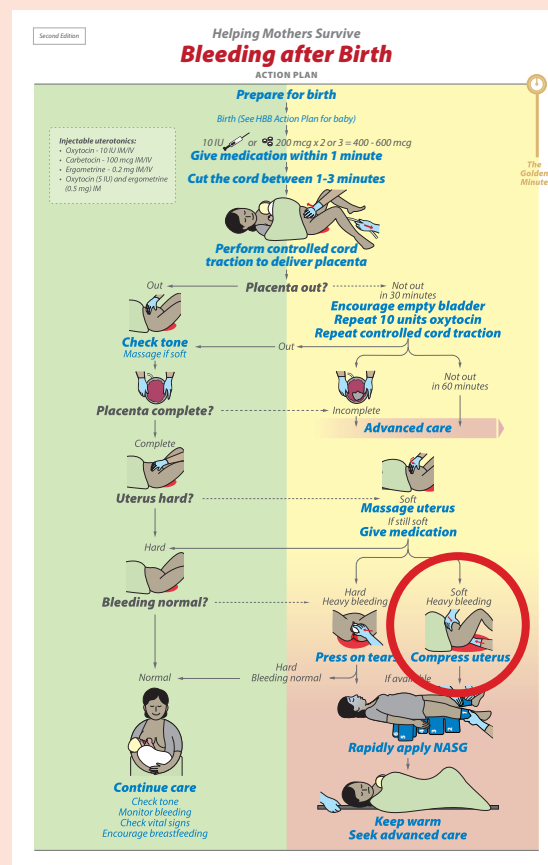 Second Edition
Helping Mothers Survive
Bleeding after Birth
ACTION PLAN
Prepare for birth
Birth (See HBB Action Plan for baby)
Injectable uterotonics:
• Oxytocin - 10 IU IM/IV
• Carbetocin - 100 mcg IM/IV
• Ergometrine – 0.2 mg IM/IV
• Oxytocin (5 IU) and ergometrine
(0.5 mg) IM
10 IU or 200 mcg x 2 or 3 = 400 - 600 mcg
Give medication within 1 minute
The
Golden
Minute
Cut the cord between 1-3 minutes
Perform controlled cord
traction to deliver placenta
Out
Placenta out?
Not out
in 30 minutes
Encourage empty bladder
Repeat 10 units oxytocin
Repeat controlled cord traction
Check tone
Massage if soft
Out
Not out
in 60 minutes
Placenta complete?
Incomplete
Advanced care
Complete
Uterus hard?
Soft
Massage uterus
If still soft
Give medication
Hard
Bleeding normal?
Hard
Heavy bleeding
Soft
Heavy bleeding
Press on tears
Compress uterus
Hard
Bleeding normal
Normal
If available
Rapidly apply NASG
Continue care
Check tone
Monitor bleeding
Check vital signs
Encourage breastfeeding
Keep warm
Seek advanced care